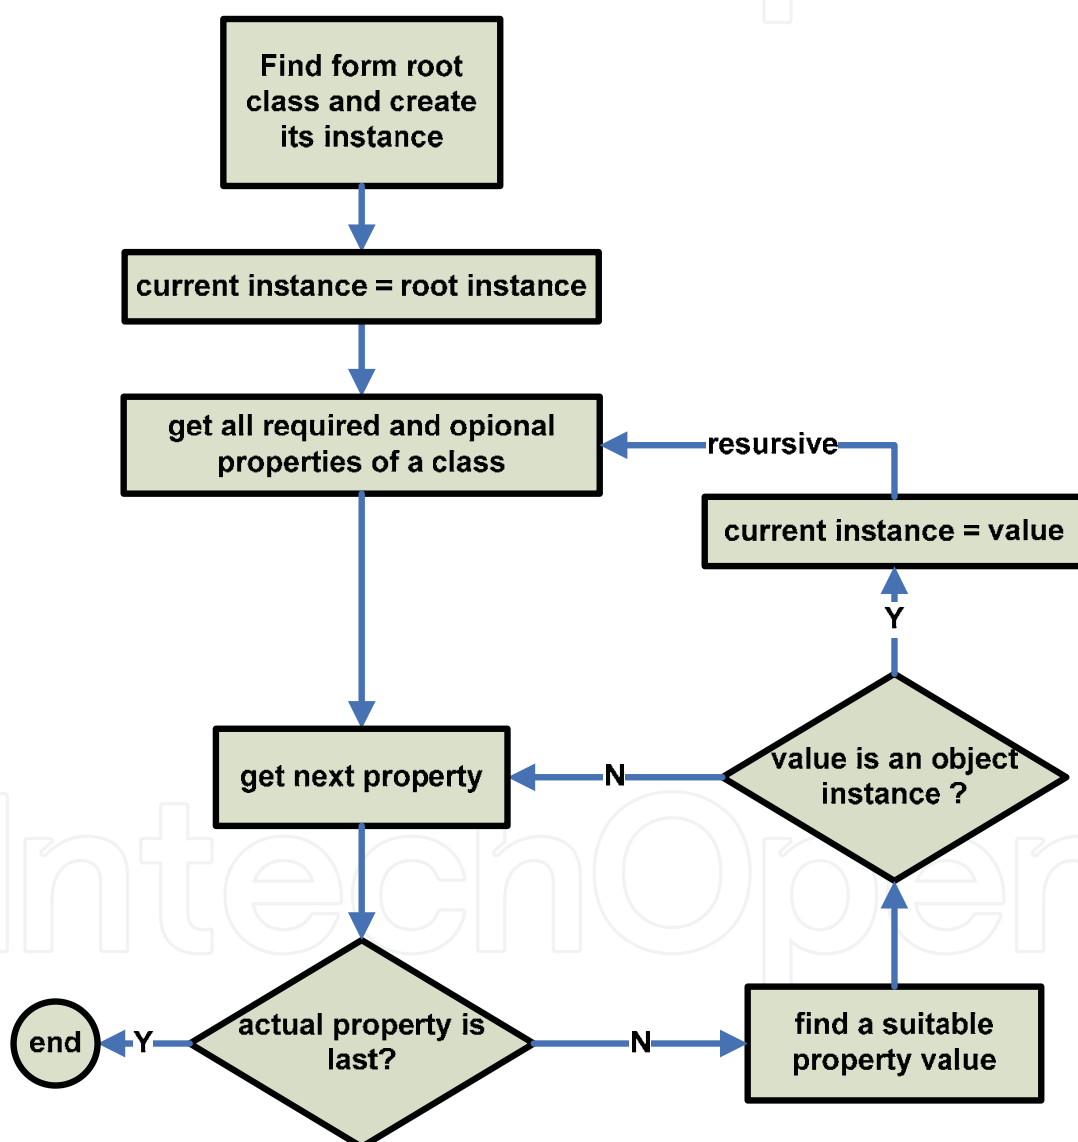 Find form root
class and create
its instance
current instance = root instance
get all required and opional
properties of a class
resursive
current instance = value
Y
value is an object
instance ?
N
get next property
actual property is
last?
Y
end
N
find a suitable
property value
IntechOpen